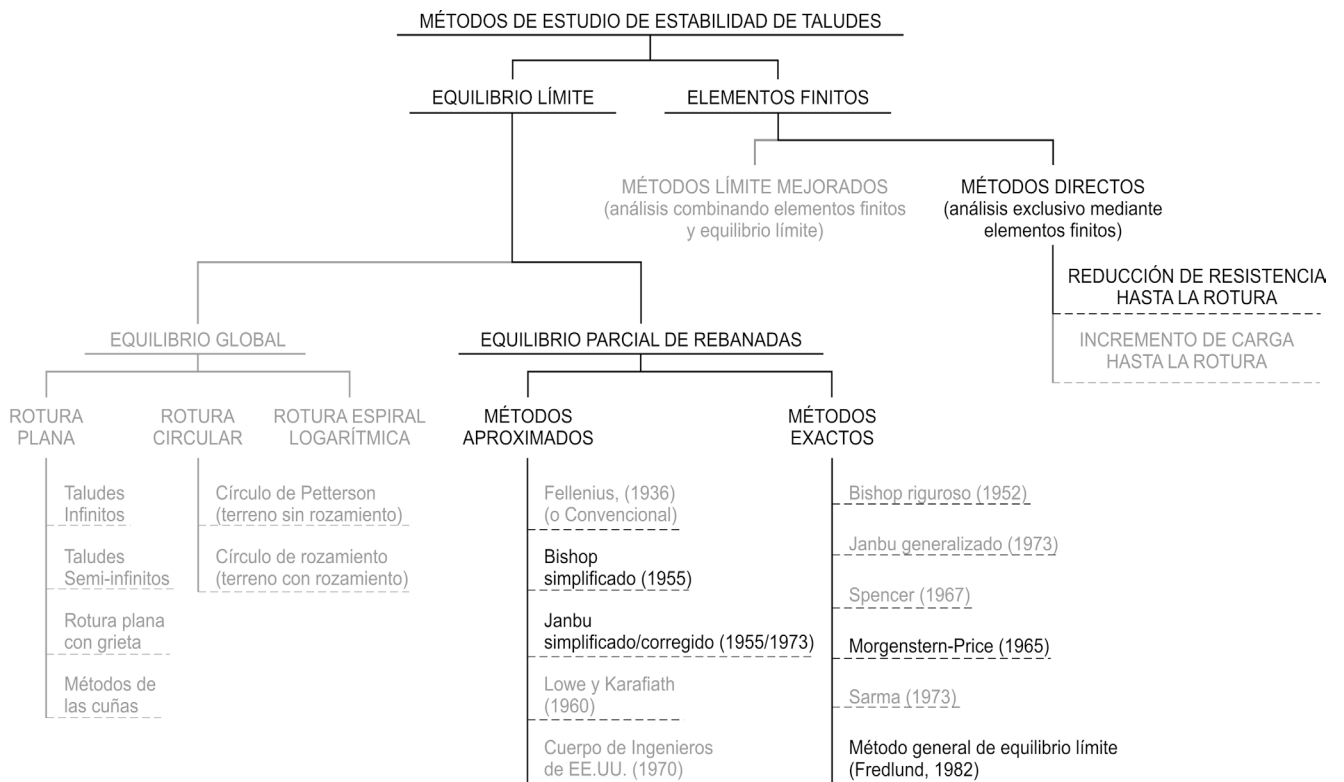 MÉTODOS DE ESTUDIO DE ESTABILIDAD DE TALUDES
EQUILIBRIO LÍMITE
ELEMENTOS FINITOS
MÉTODOS LÍMITE MEJORADOS
(análisis combinando elementos finitos
y equilibrio límite)
MÉTODOS DIRECTOS
(análisis exclusivo mediante
elementos finitos)
REDUCCIÓN DE RESISTENCIA
HASTA LA ROTURA
INCREMENTO DE CARGA
HASTA LA ROTURA
EQUILIBRIO GLOBAL
EQUILIBRIO PARCIAL DE REBANADAS
ROTURA
PLANA
ROTURA
CIRCULAR
ROTURA ESPIRAL
LOGARÍTMICA
MÉTODOS
APROXIMADOS
MÉTODOS
EXACTOS
Taludes
Infinitos
Taludes
Semi-infinitos
Rotura plana
con grieta
Métodos de
las cuñas
Círculo de Petterson
(terreno sin rozamiento)
Círculo de rozamiento
(terreno con rozamiento)
Fellenius, (1936)
(o Convencional)
Bishop
simplificado (1955)
Janbu
simplificado/corregido (1955/1973)
Lowe y Karafiath
(1960)
Cuerpo de Ingenieros
de EE.UU. (1970)
Bishop riguroso (1952)
Janbu generalizado (1973)
Spencer (1967)
Morgenstern-Price (1965)
Sarma (1973)
Método general de equilibrio límite
(Fredlund, 1982)